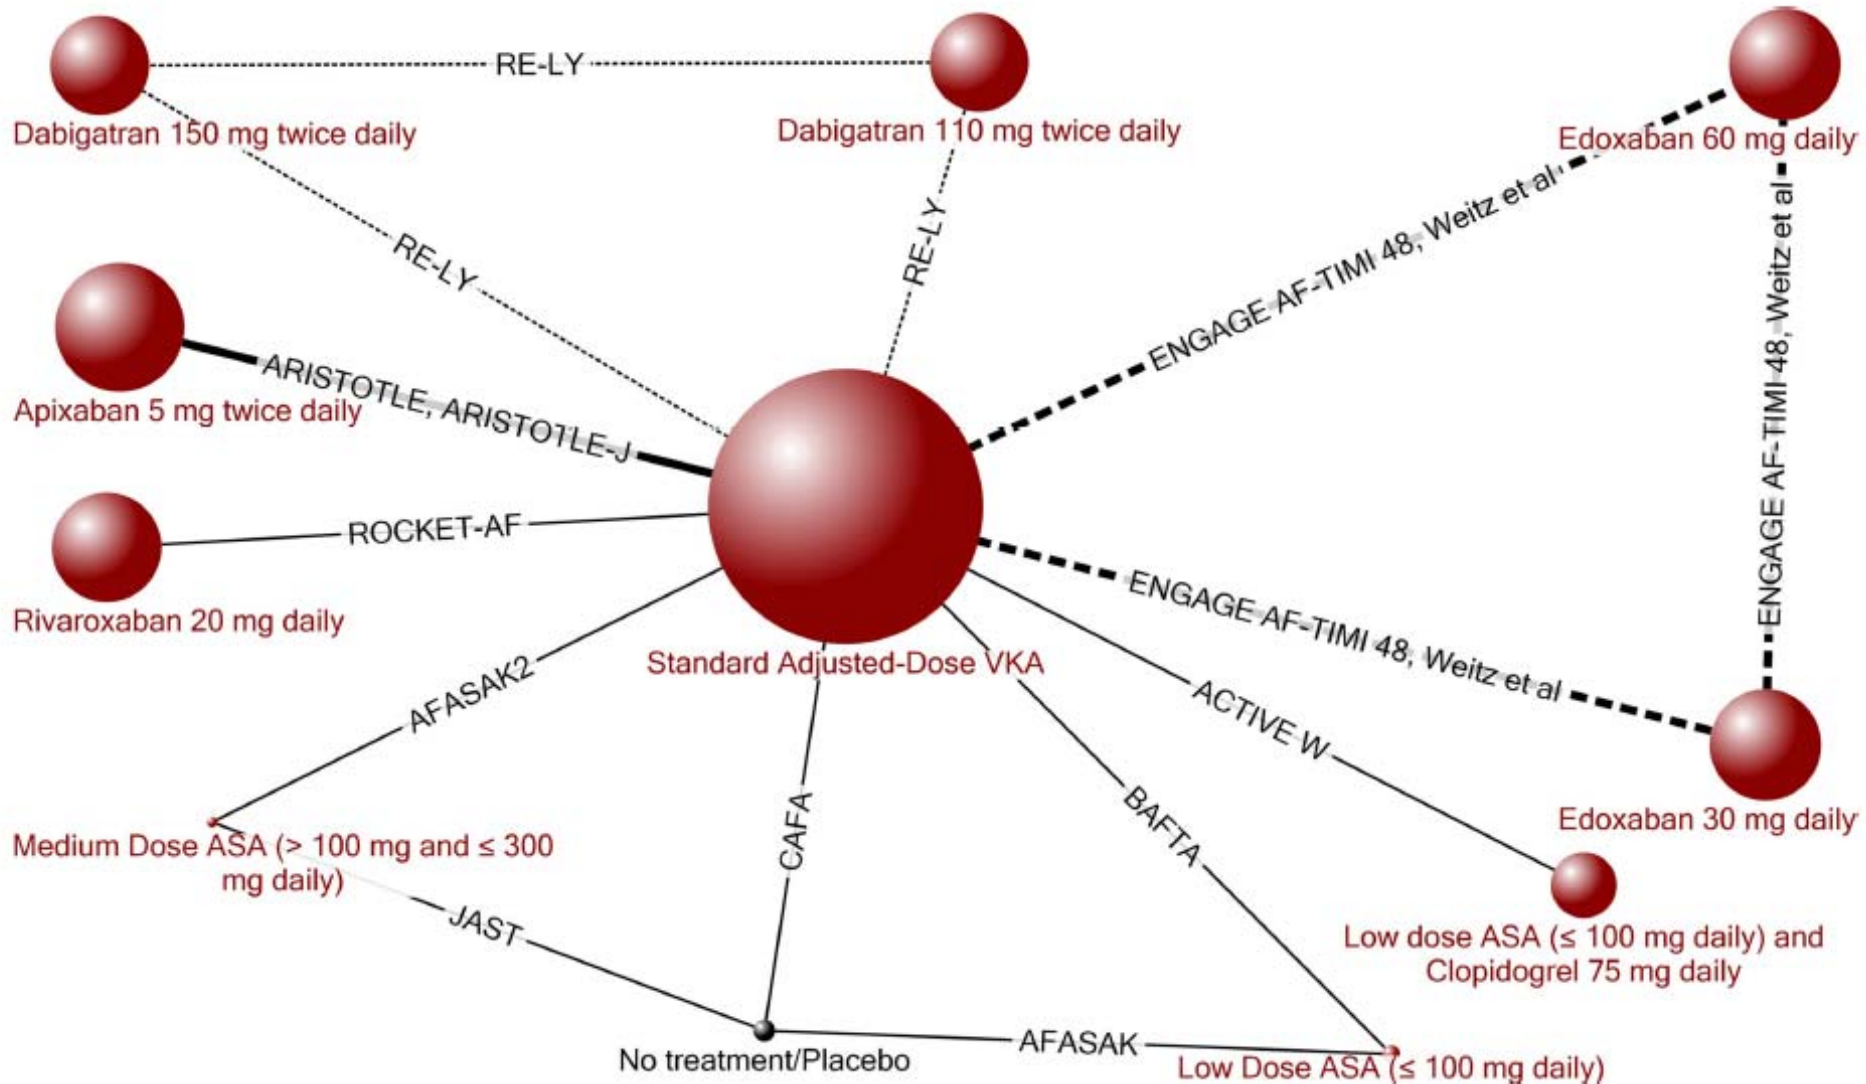 RE-LY
Dabigatran 150 mg twice daily
Dabigatran 110 mg twice daily
Edoxaban 60 mg daily
RE-LY
RE-LY
ENGAGE AF-TIMI 48, Weitz et al
ENGAGE AF-TIMI 48, Weitz et al
ARISTOTLE, ARISTOTLE-J
Apixaban 5 mg twice daily
ROCKET-AF
Rivaroxaban 20 mg daily
Standard Adjusted-Dose VKA
ENGAGE AF-TIMI 48, Weitz et al
AFASAK2
ACTIVE W
CAFA
BAFTA
Edoxaban 30 mg daily
Medium Dose ASA (> 100 mg and ≤ 300
mg daily)
JAST
Low dose ASA (≤ 100 mg daily) and
Clopidogrel 75 mg daily
AFASAK
No treatment/Placebo
Low Dose ASA (≤ 100 mg daily)